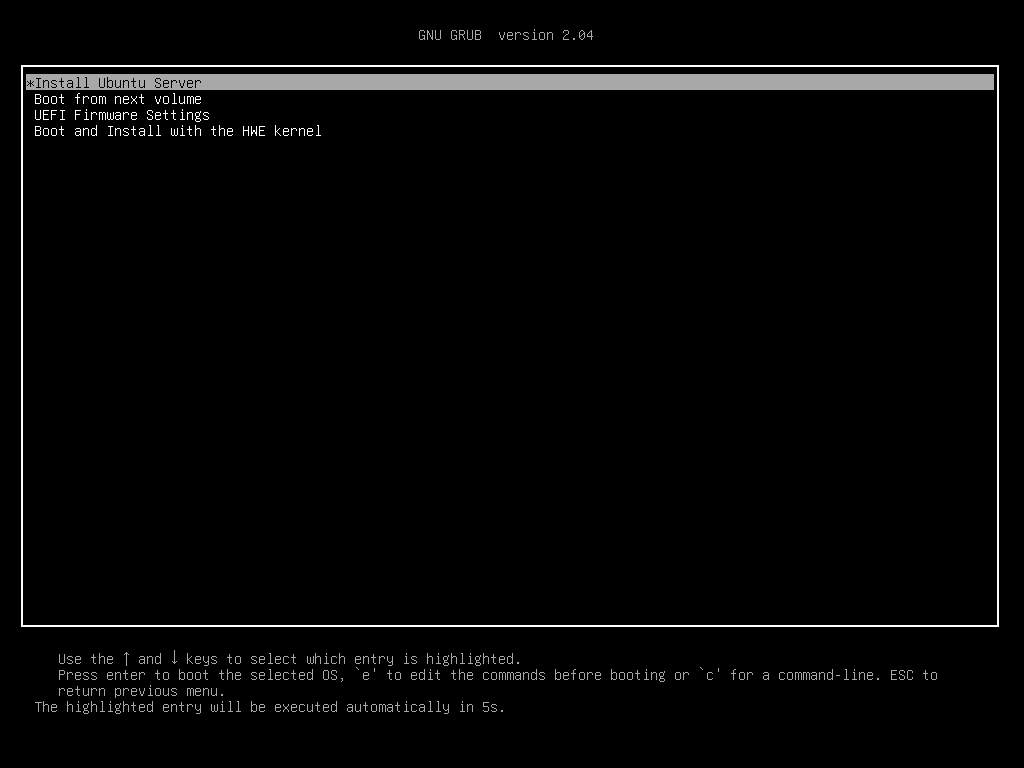 GNU GRUB  version 2.04
*Install Ubuntu Server
Boot from next volume
UEFI Firmware Settings
Boot and Install with the HWE kernel
Use the ↑ and ↓ keys to select which entry is highlighted.
Press enter to boot the selected OS, `e' to edit the commands before booting or `c' for a command-line. ESC to
return previous menu.
The highlighted entry will be executed automatically in 5s.